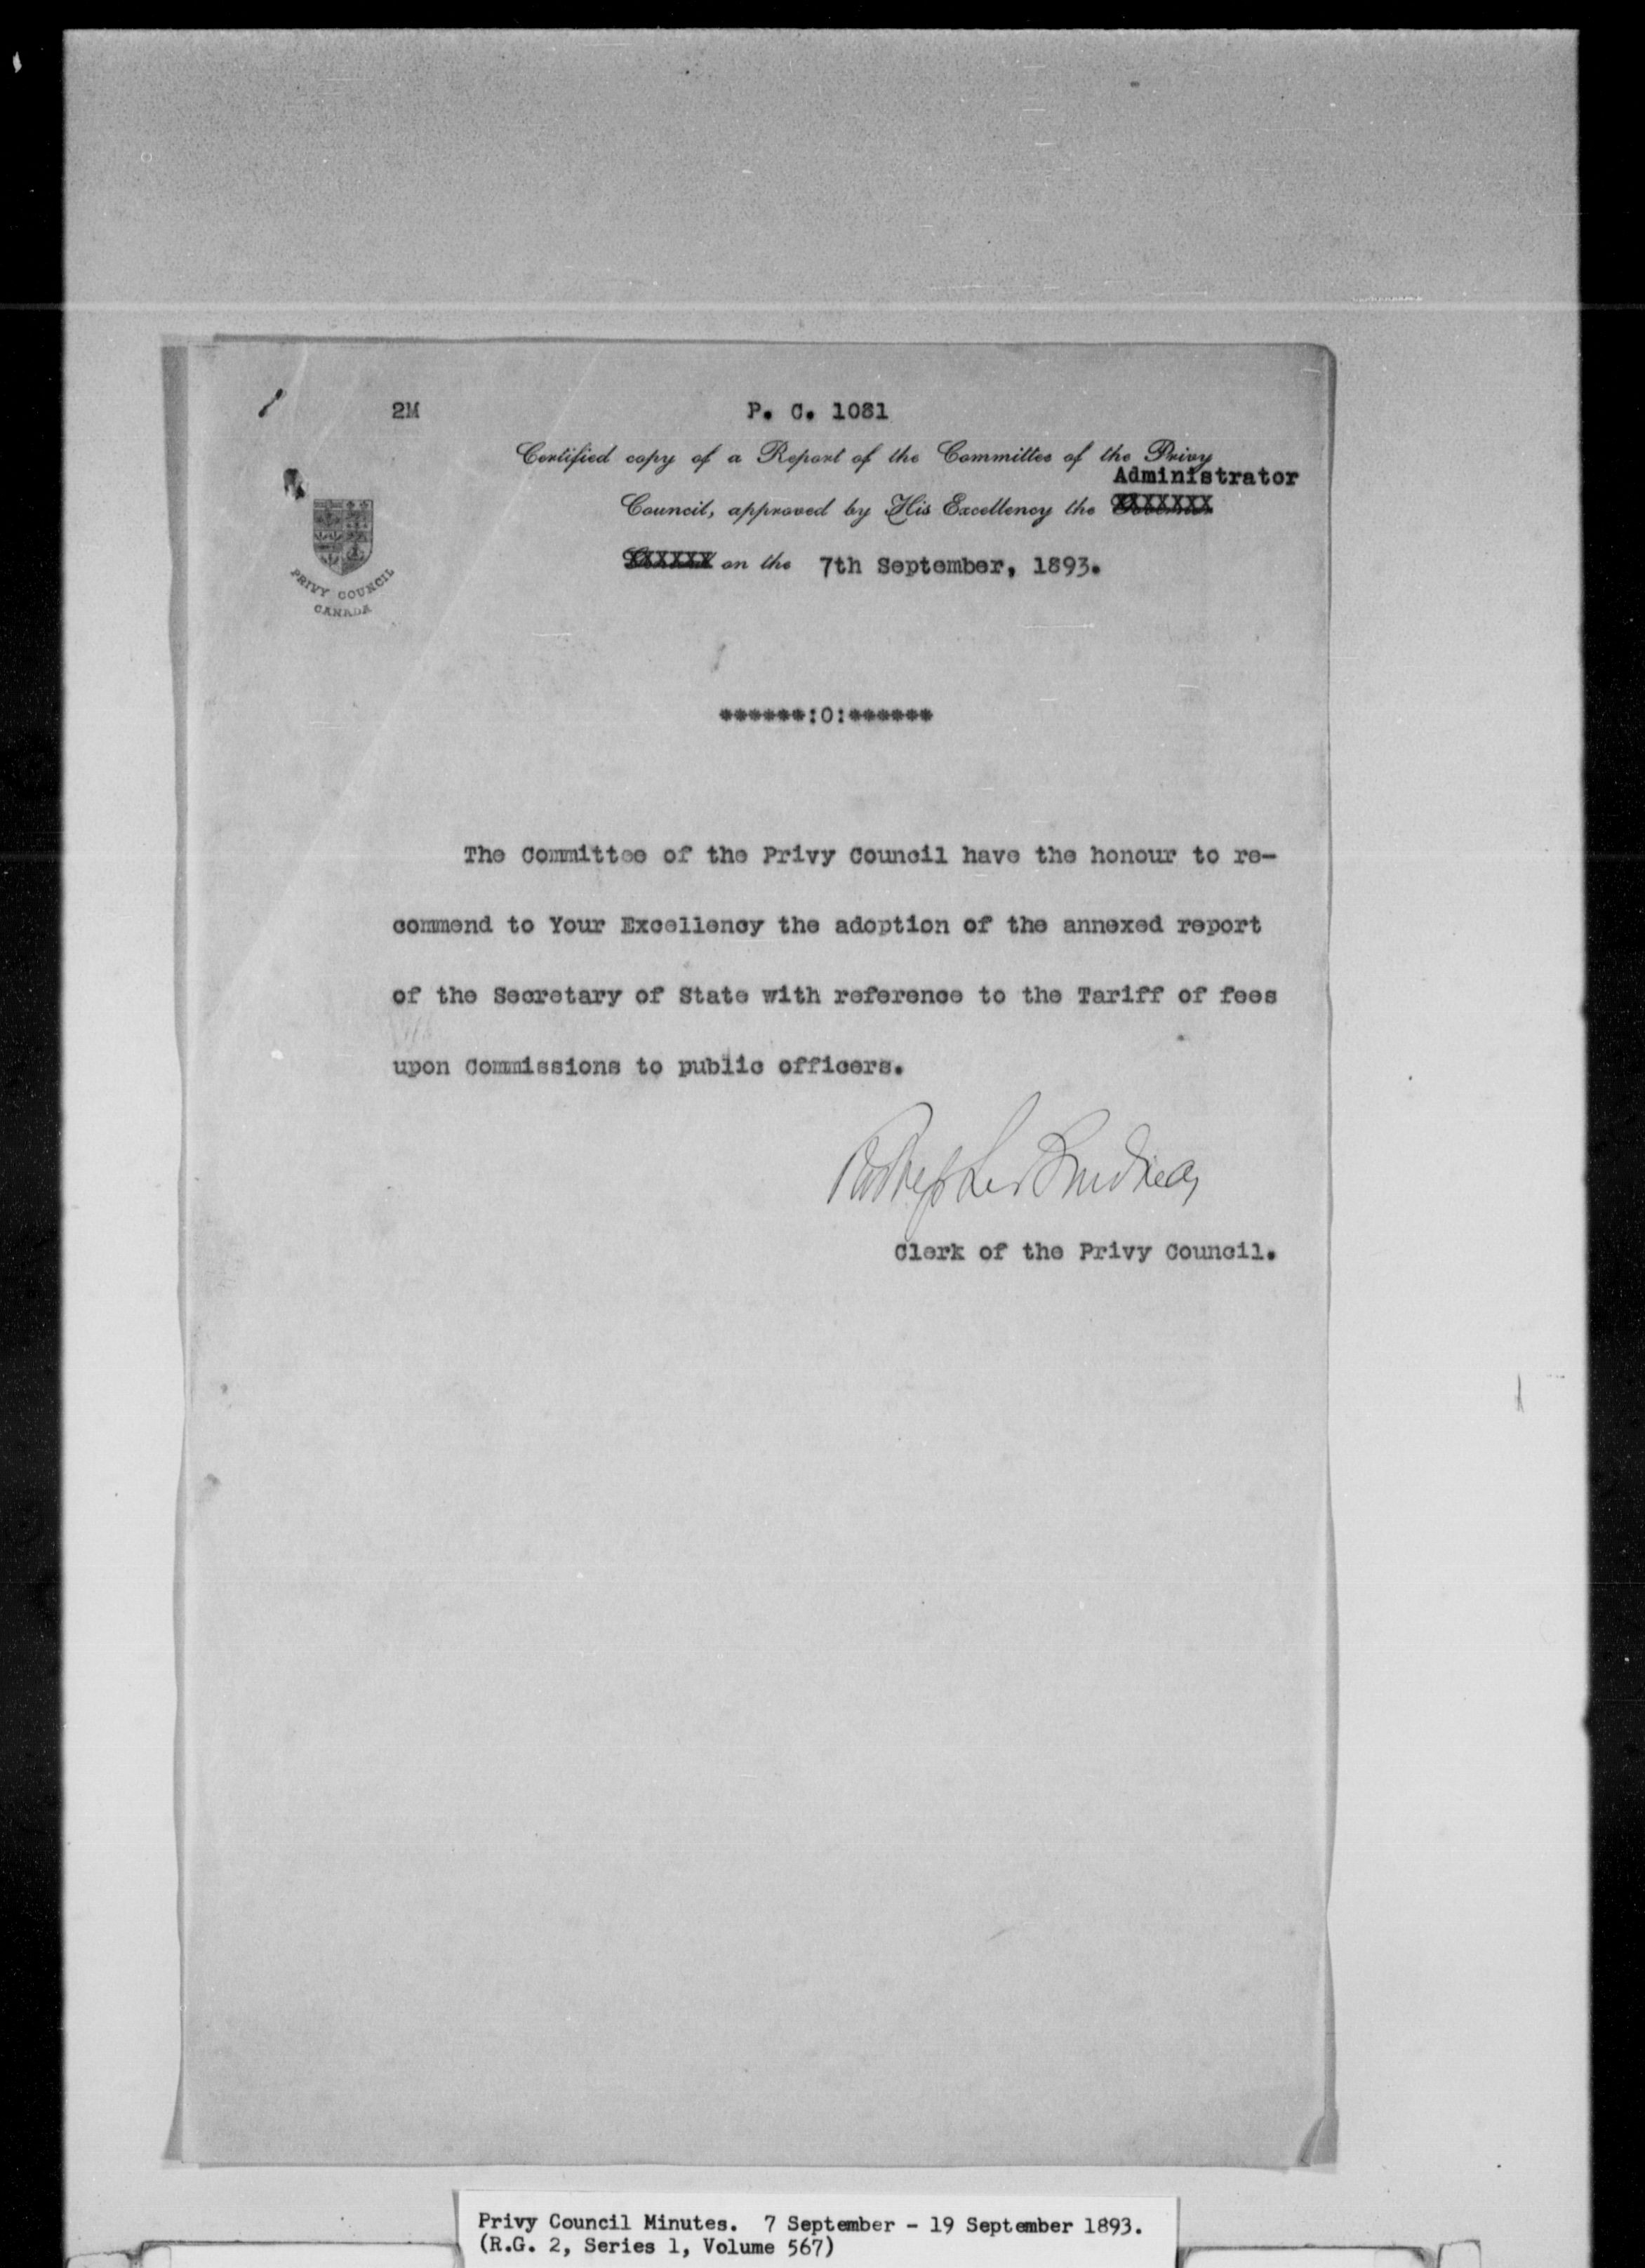 2M
P. C. 1081
Certified copy of a Report of the Committee of the Privy
Administrator
Council, approved by His Excellency the XXXXXXX
XXXXXX on the 7th September, 1893.
PRIVY COUNCIL
CANADA
******:0:******
The Committee of the Privy Council have the honour to re-
commend to Your Excellency the adoption of the annexed report
of the Secretary of State with reference to the Tariff of fees
upon Commissions to public officers.
Clerk of the Privy Council.
Privy Council Minutes. 7 September - 19 September 1893.
(R.G. 2, Series 1, Volume 567)